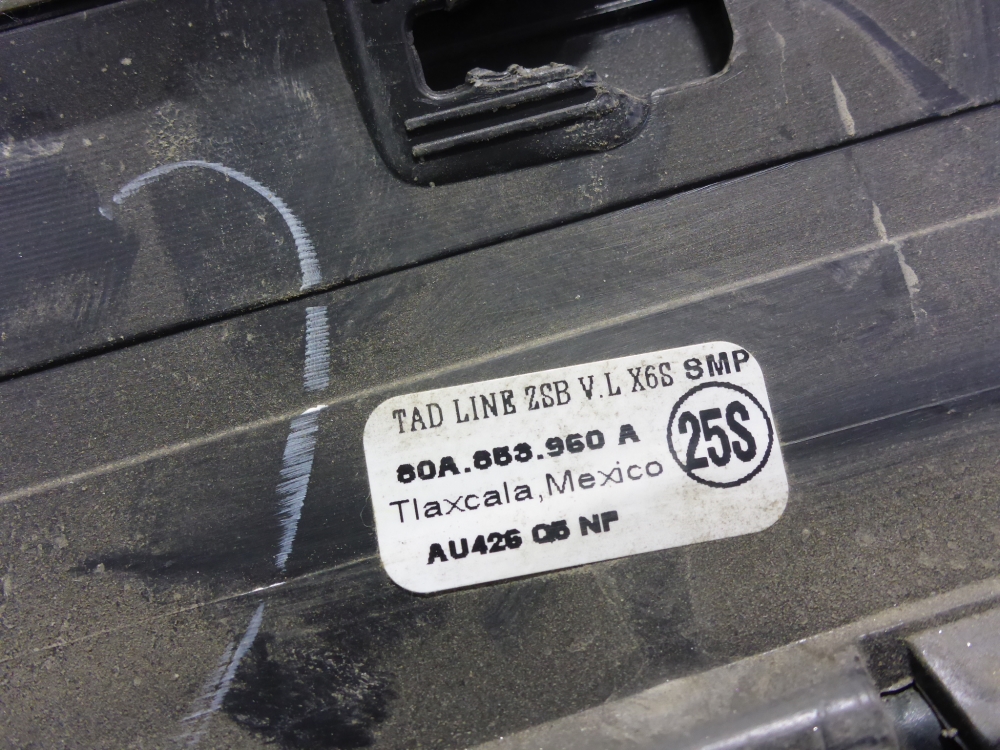 TAD LINE ZSB V.L X6S SMP
80A.853.960 A
25S
Tlaxcala,Mexico
AU426 Q5 NF